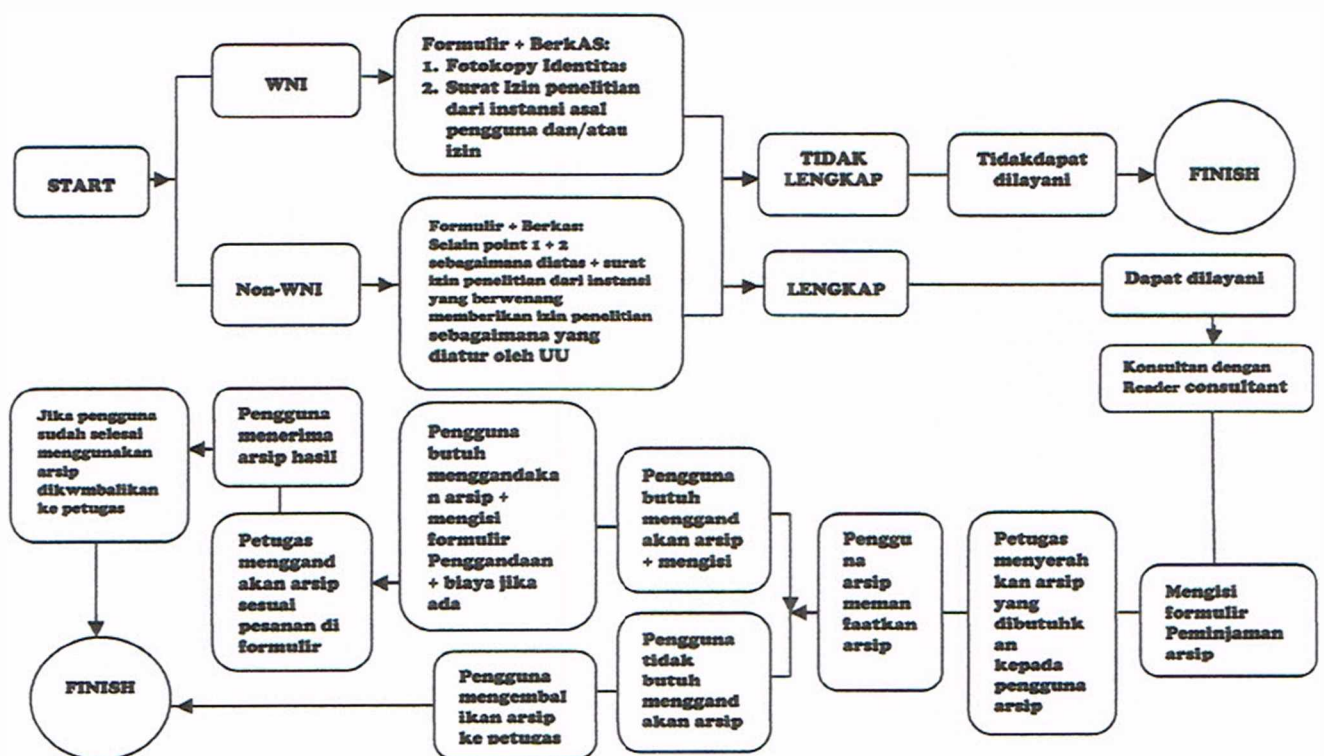 START
WNI
Formulir + BerkAS:
1. Fotokopy Identitas
2. Surat Izin penelitian
dari instansi asal
pengguna dan/atau
izin
Non-WNI
Formulir + Berkas:
Selain point 1 + 2
sebagaimana diatas + surat
izin penelitian dari instansi
yang berwenang
memberikan izin penelitian
sebagaimana yang
diatur oleh UU
TIDAK
LENGKAP
Tidakdapat
dilayani
FINISH
LENGKAP
Dapat dilayani
Konsultan dengan
Reader consultant
Mengisi
formulir
Peminjaman
arsip
Petugas
menyerah
kan arsip
yang
dibutuhk
an
kepada
pengguna
arsip
Penggu
na
arsip
meman
faatkan
arsip
Pengguna
butuh
menggand
akan arsip
+ mengisi
Pengguna
butuh
menggandaka
n arsip +
mengisi
formulir
Penggandaan
+ biaya jika
ada
Petugas
menggand
akan arsip
sesuai
pesanan di
formulir
Pengguna
menerima
arsip hasil
Jika pengguna
sudah selesai
menggunakan
arsip
dikwmbalikan
ke petugas
Pengguna
tidak
butuh
menggand
akan arsip
Pengguna
mengembal
ikan arsip
ke petugas
FINISH